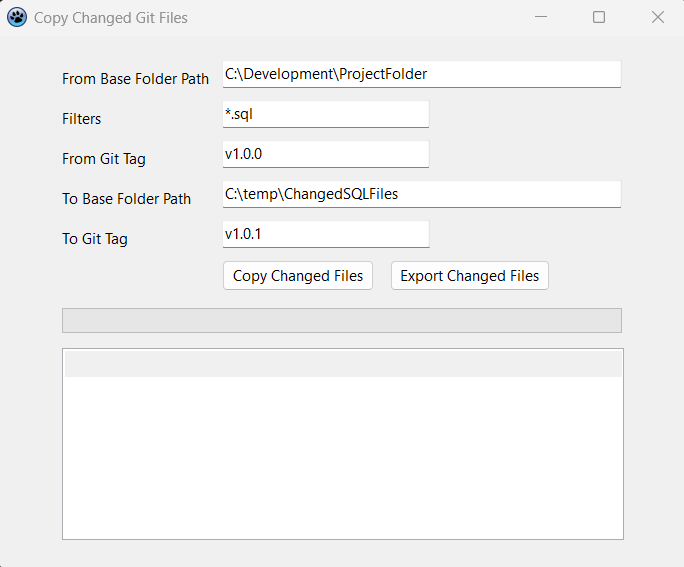 Copy Changed Git Files
From Base Folder Path C:\Development\ProjectFolder
Filters *.sql
From Git Tag v1.0.0
To Base Folder Path C:\temp\ChangedSQLFiles
To Git Tag v1.0.1
Copy Changed Files Export Changed Files